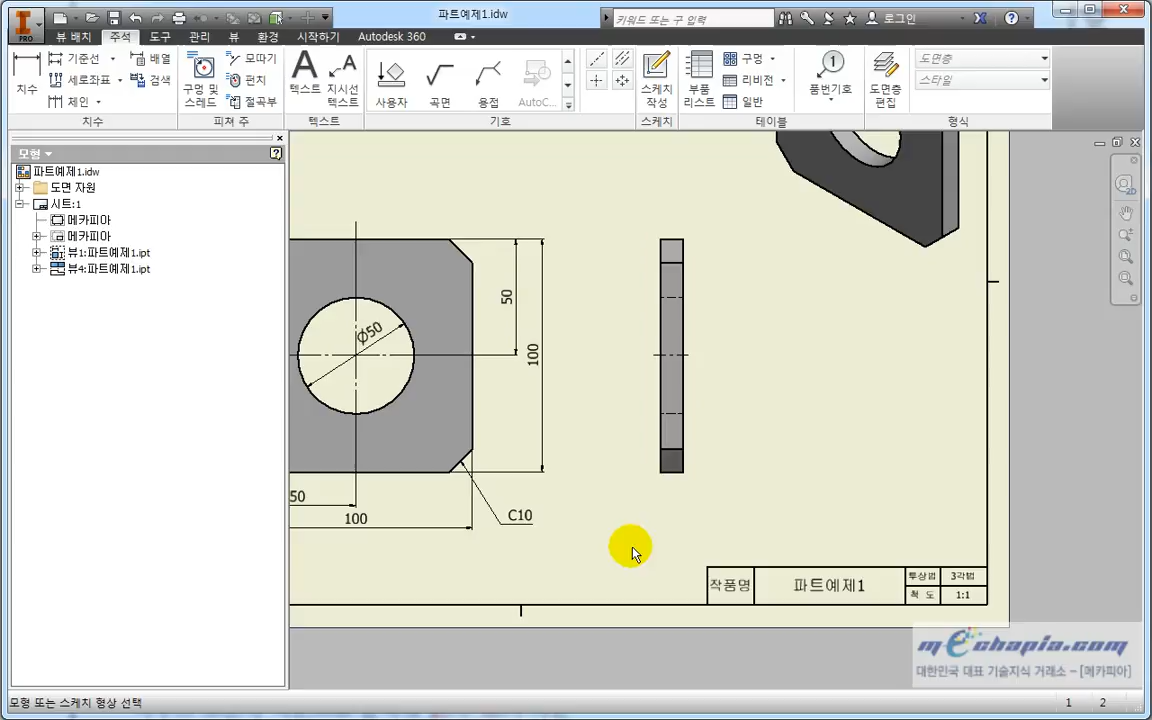 파트예제1.idw
키워드 또는 구 입력
로그인
PRO
뷰 배치 주석 도구 관리 뷰 환경 시작하기 Autodesk 360
치수
기준선
세로좌표
체인
배열
검색
치수
구멍 및
스레드
모따기
펀치
절곡부
피쳐 주
텍스트
지시선
텍스트
텍스트
사용자
곡면
용접
AutoC...
기호
스케치
작성
스케치
부품
리스트
구멍
리비전
일반
테이블
1
품번기호
도면층
편집
도면층
스타일
형식
모형
파트예제1.idw
도면 자원
시트:1
메카피아
메카피아
뷰1:파트예제1.ipt
뷰4:파트예제1.ipt
2D
50
100
Ø50
50
100
C10
작품명
파트예제1
투상법
3각법
척 도
1:1
mechapia.com
대한민국 대표 기술지식 거래소 – [메카피아]
모형 또는 스케치 형상 선택
1 2